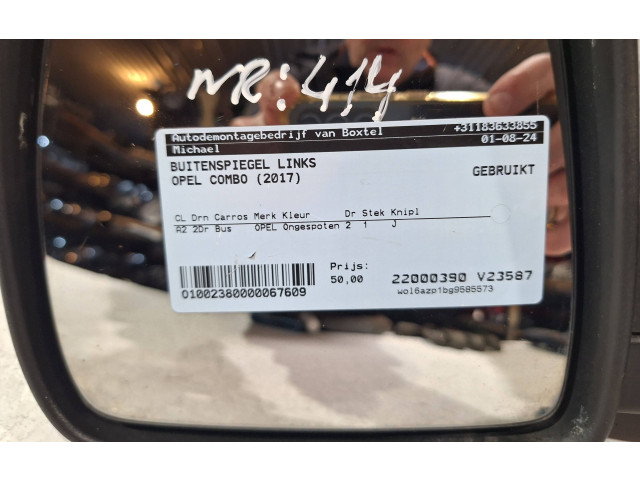 NR: 414
Autodemontagebedrijf van Boxtel +31183633855
Michael 01-08-24
BUITENSPIEGEL LINKS
OPEL COMBO (2017) GEBRUIKT
CL Drn Carros Merk Kleur Dr Stek Knipl
A2 2Dr Bus OPEL Ongespoten 2 1 J
Prijs:
50,00 22000390 V23587
01002380000067609 wol6azp1bg9585573